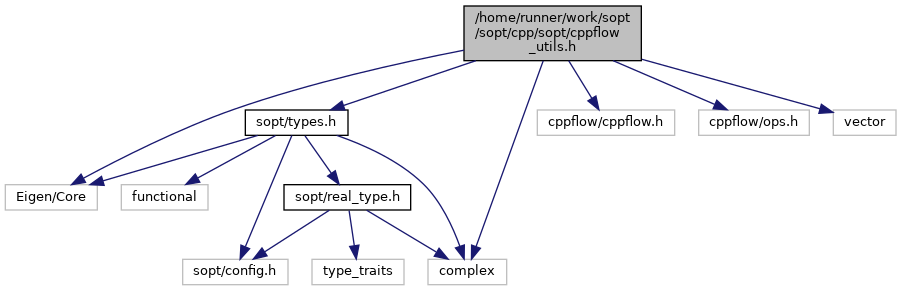 /home/runner/work/sopt
/sopt/cpp/sopt/cppflow
_utils.h
sopt/types.h
cppflow/cppflow.h
cppflow/ops.h
vector
Eigen/Core
functional
sopt/real_type.h
sopt/config.h
type_traits
complex